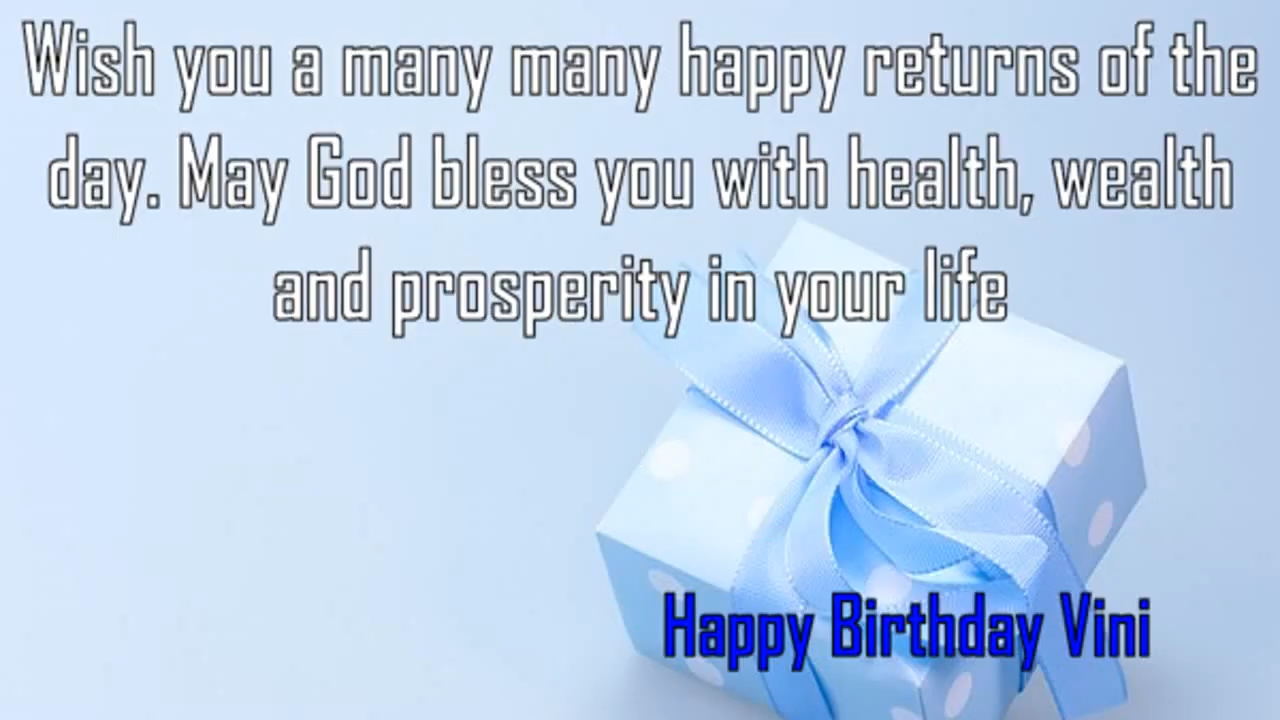 Wish you a many many happy returns of the
day. May God bless you with health, wealth
and prosperity in your life
Happy Birthday Vini